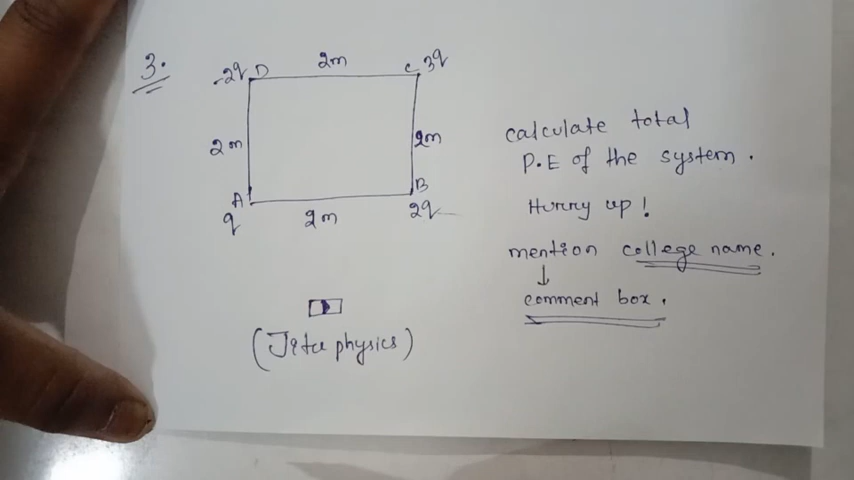 3.
-2q D 2m C 3q
2m
2m
A
B
q
2m
2q
calculate total
P.E of the system.
Hurry up!
mention college name.
comment box.
(Jitu physics)